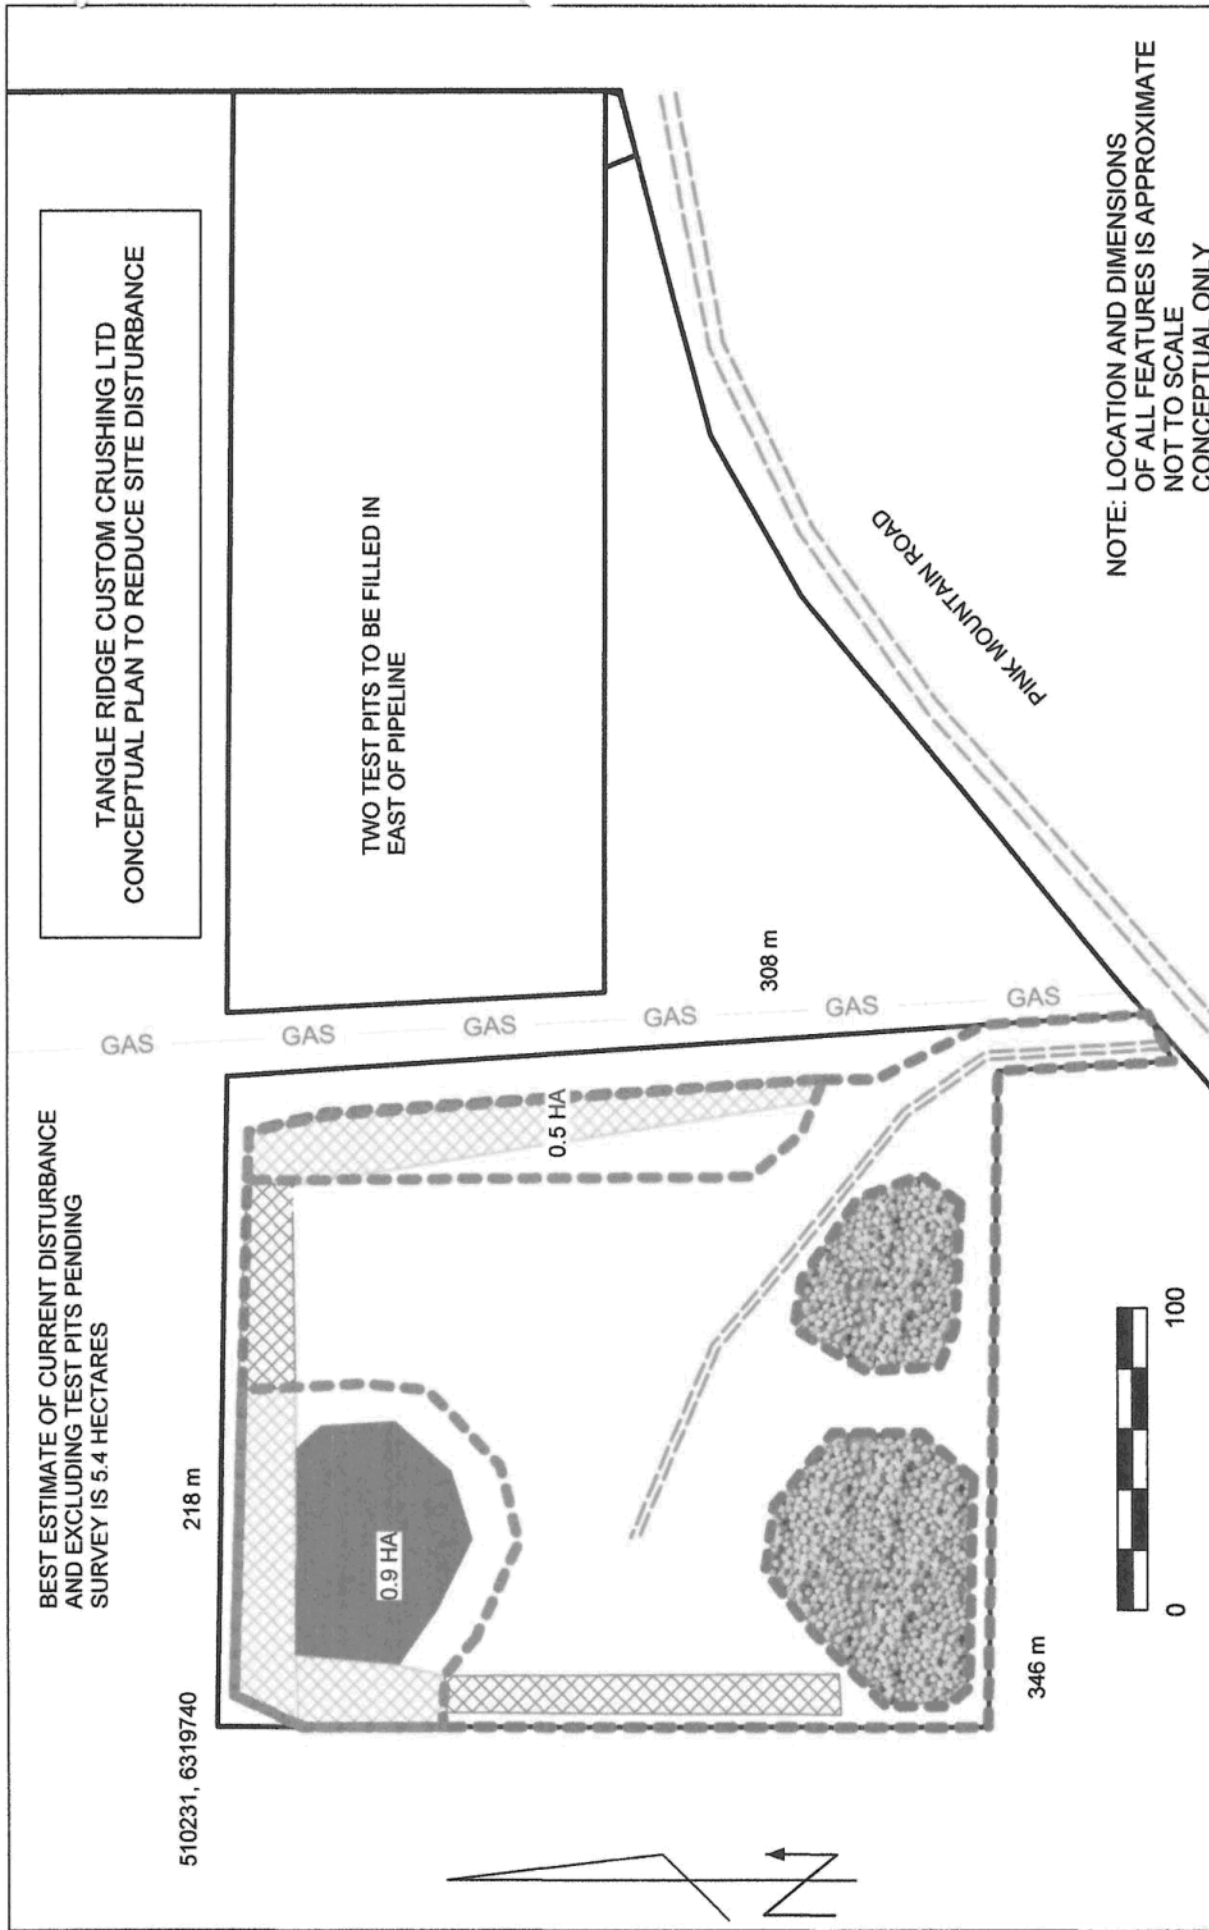 TANGLE RIDGE CUSTOM CRUSHING LTD
CONCEPTUAL PLAN TO REDUCE SITE DISTURBANCE
BEST ESTIMATE OF CURRENT DISTURBANCE
AND EXCLUDING TEST PITS PENDING
SURVEY IS 5.4 HECTARES
510231, 6319740
218 m
GAS
GAS
GAS
GAS
GAS
GAS
TWO TEST PITS TO BE FILLED IN
EAST OF PIPELINE
0.9 HA
0.5 HA
308 m
PINK MOUNTAIN ROAD
346 m
N
0
100
NOTE: LOCATION AND DIMENSIONS
OF ALL FEATURES IS APPROXIMATE
NOT TO SCALE
CONCEPTUAL ONLY